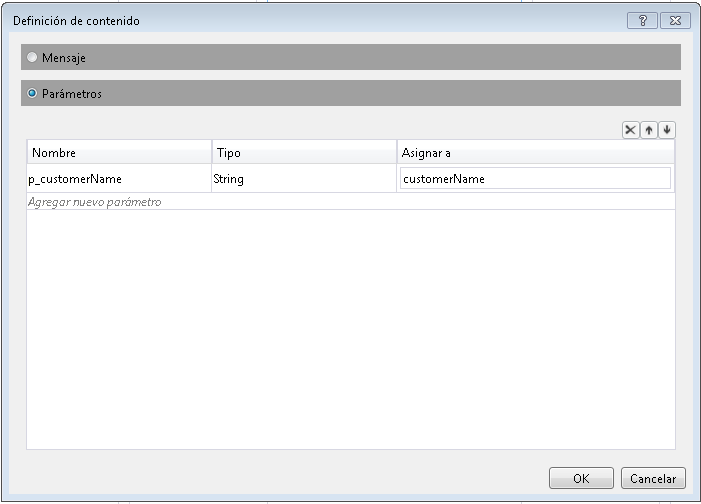 Definición de contenido
?
Mensaje
Parámetros
Nombre Tipo Asignar a
p_customerName String customerName
Agregar nuevo parámetro
OK Cancelar